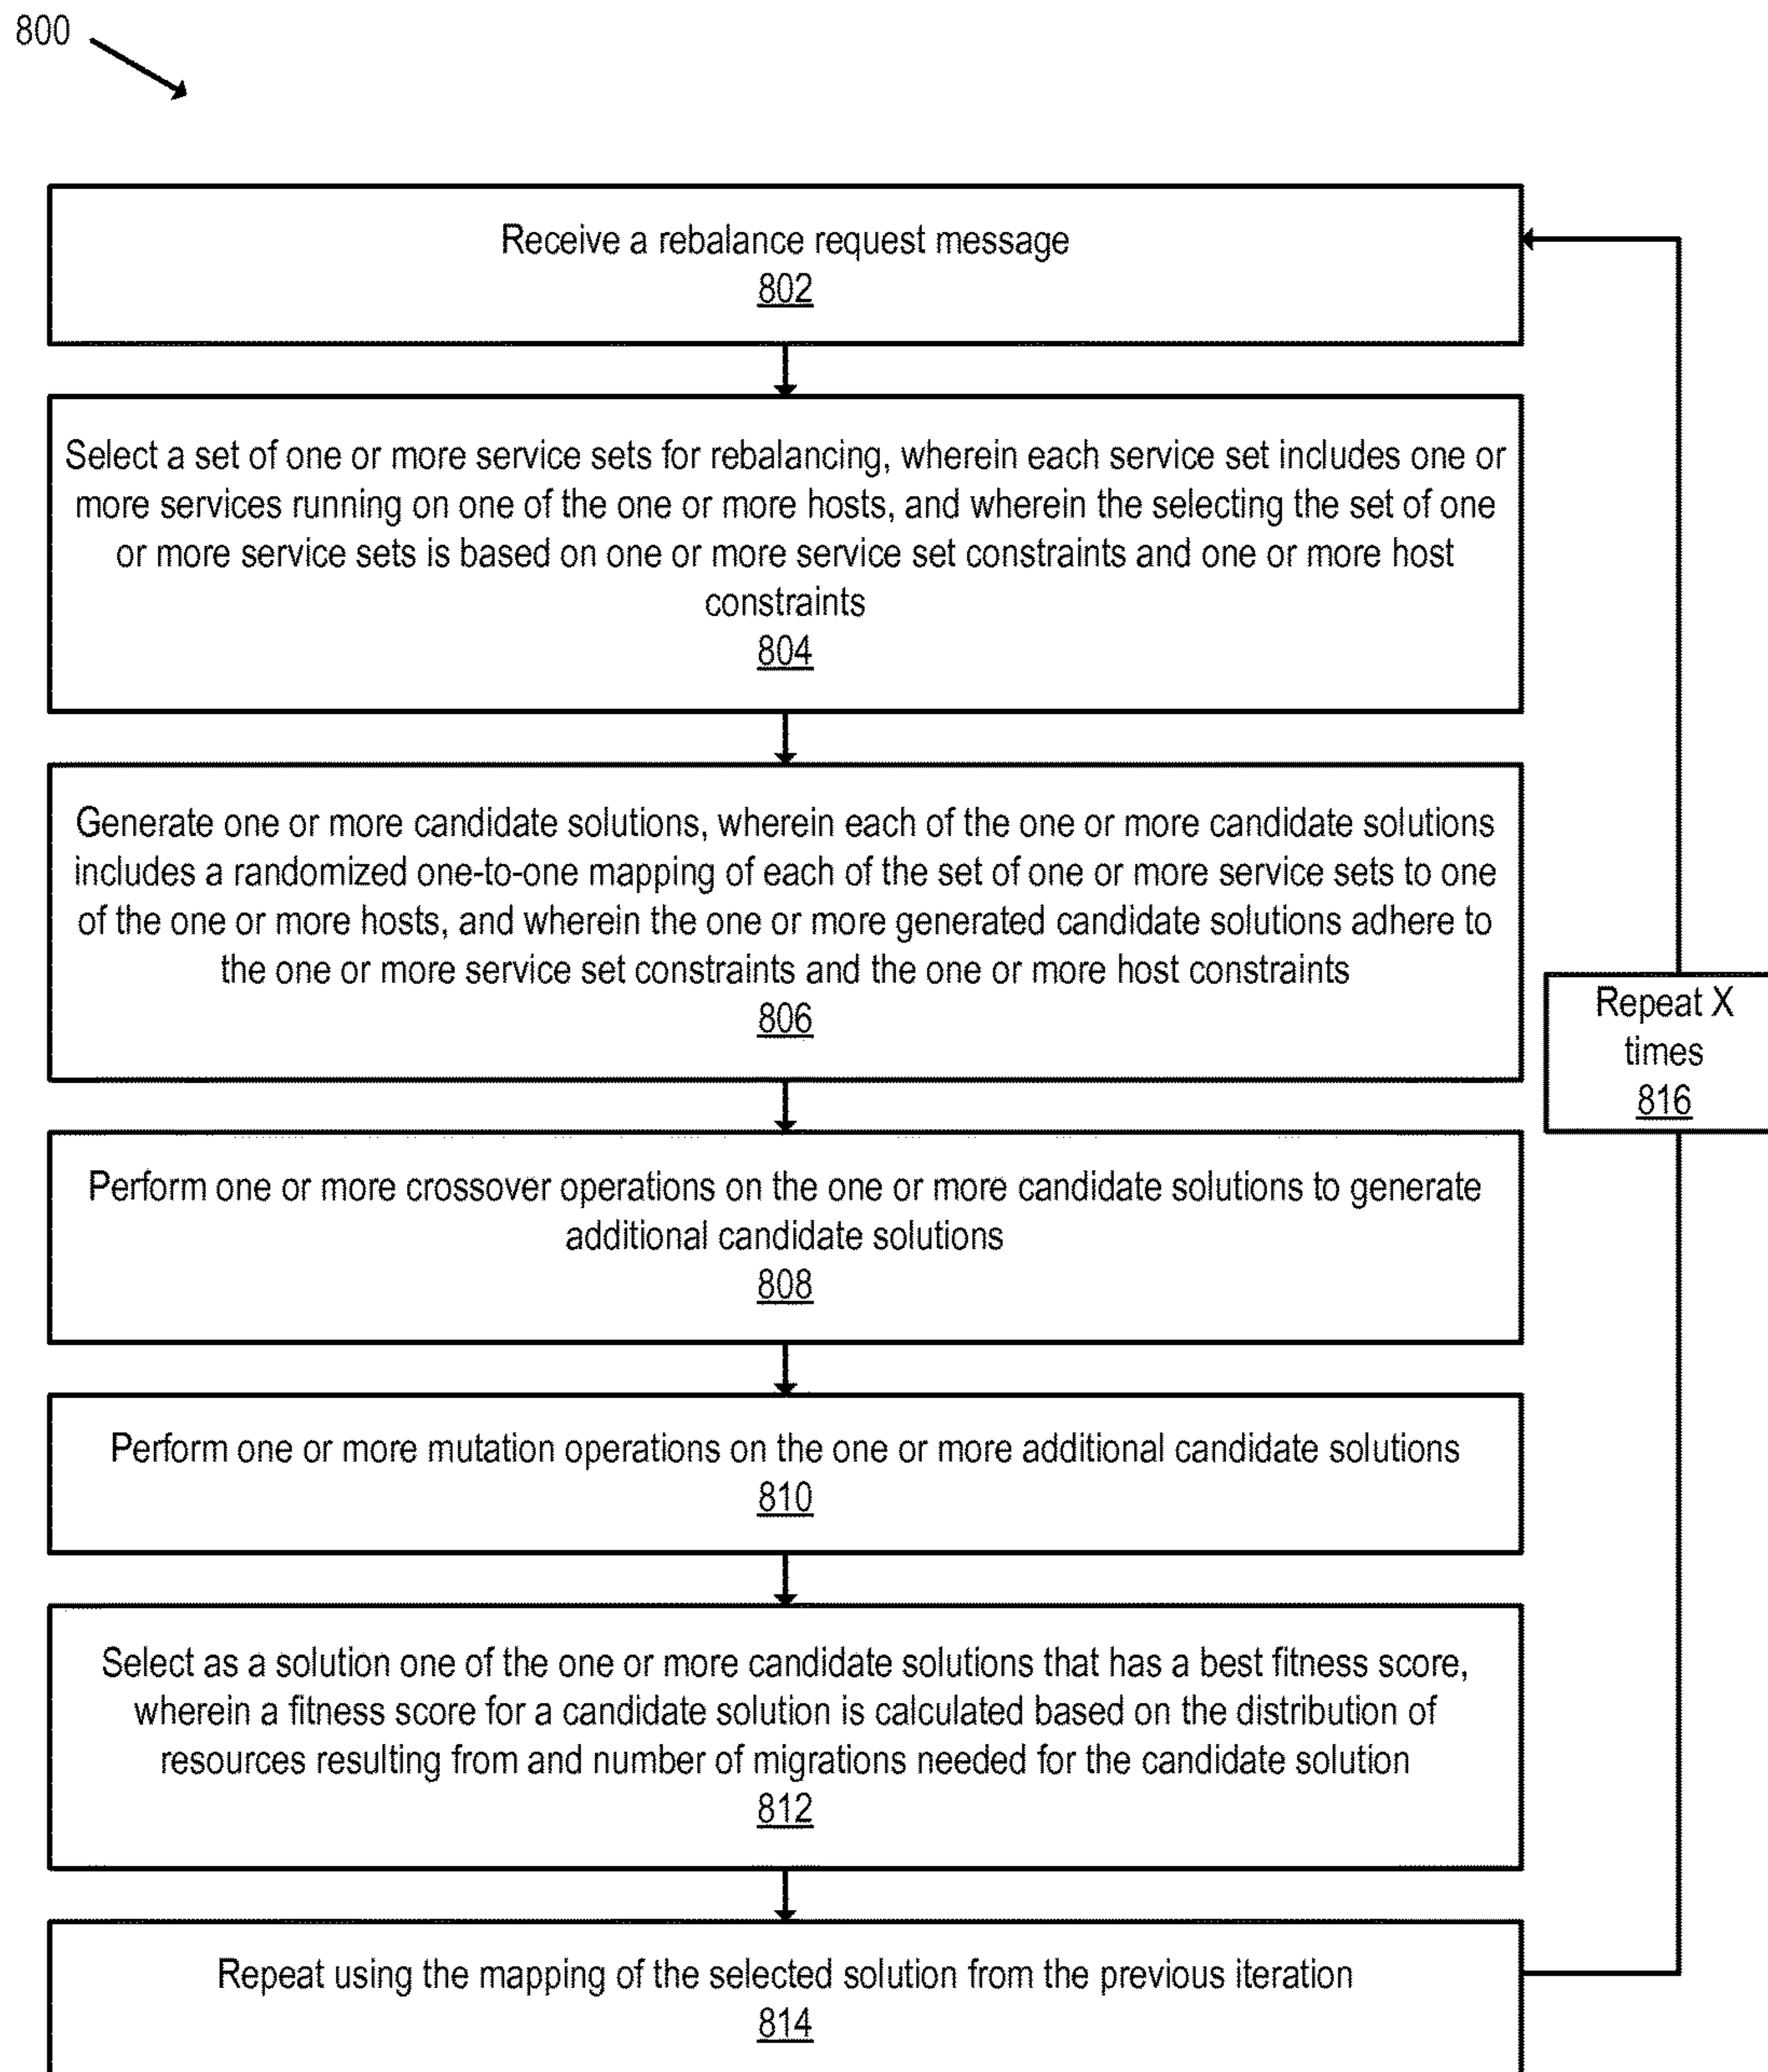 800
Receive a rebalance request message
802
Select a set of one or more service sets for rebalancing, wherein each service set includes one or
more services running on one of the one or more hosts, and wherein the selecting the set of one
or more service sets is based on one or more service set constraints and one or more host
constraints
804
Generate one or more candidate solutions, wherein each of the one or more candidate solutions
includes a randomized one-to-one mapping of each of the set of one or more service sets to one
of the one or more hosts, and wherein the one or more generated candidate solutions adhere to
the one or more service set constraints and the one or more host constraints
806
Repeat X
times
816
Perform one or more crossover operations on the one or more candidate solutions to generate
additional candidate solutions
808
Perform one or more mutation operations on the one or more additional candidate solutions
810
Select as a solution one of the one or more candidate solutions that has a best fitness score,
wherein a fitness score for a candidate solution is calculated based on the distribution of
resources resulting from and number of migrations needed for the candidate solution
812
Repeat using the mapping of the selected solution from the previous iteration
814